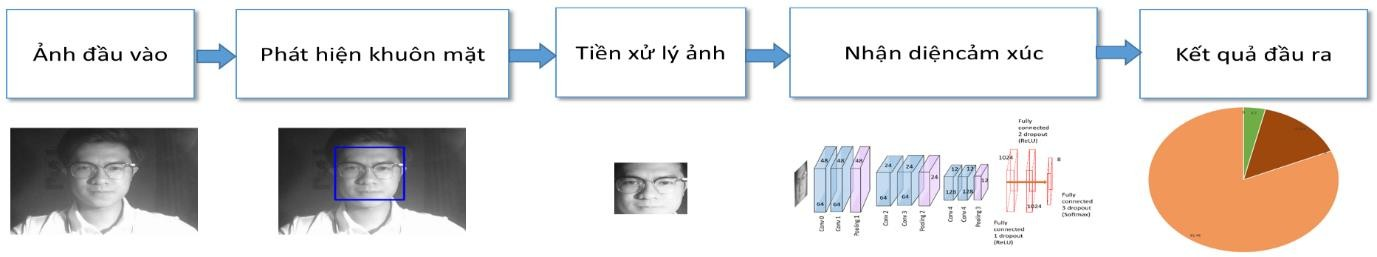 Ảnh đầu vào
Phát hiện khuôn mặt
Tiền xử lý ảnh
Nhận diệncảm xúc
Kết quả đầu ra
48
48
48
64
64
Conv 0
Conv 1
Pooling 1
24
24
24
64
64
Conv 2
Conv 3
Pooling 2
12
12
12
128
128
Conv 4
Conv 4
Pooling 3
Fully
connected
2 dropout
(ReLU)
1024
1024
8
Fully
connected
1 dropout
(ReLU)
Fully
connected
3 dropout
(Softmax)